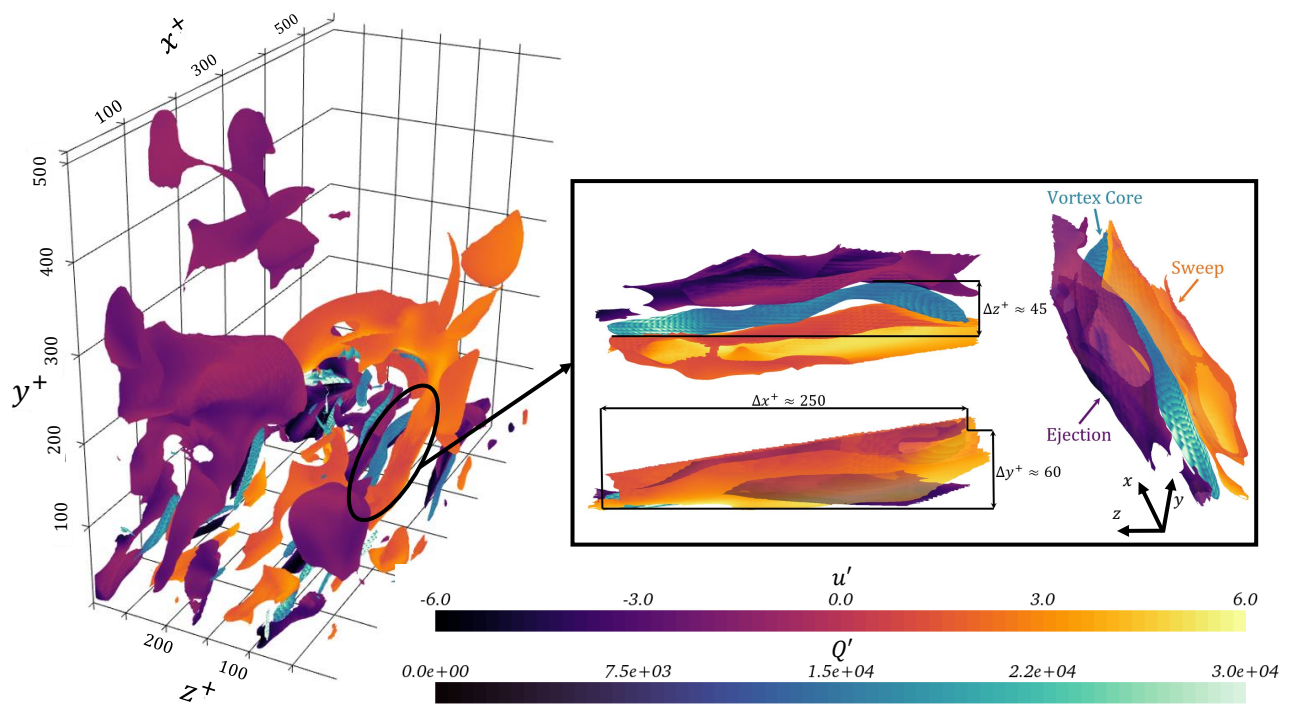 x⁺
100
300
500
500
400
300
200
100
y⁺
200
100
z⁺
Vortex Core
Sweep
Ejection
Δz⁺ ≈ 45
Δx⁺ ≈ 250
Δy⁺ ≈ 60
x
y
z
u′
-6.0 -3.0 0.0 3.0 6.0
Q′
0.0e+00 7.5e+03 1.5e+04 2.2e+04 3.0e+04